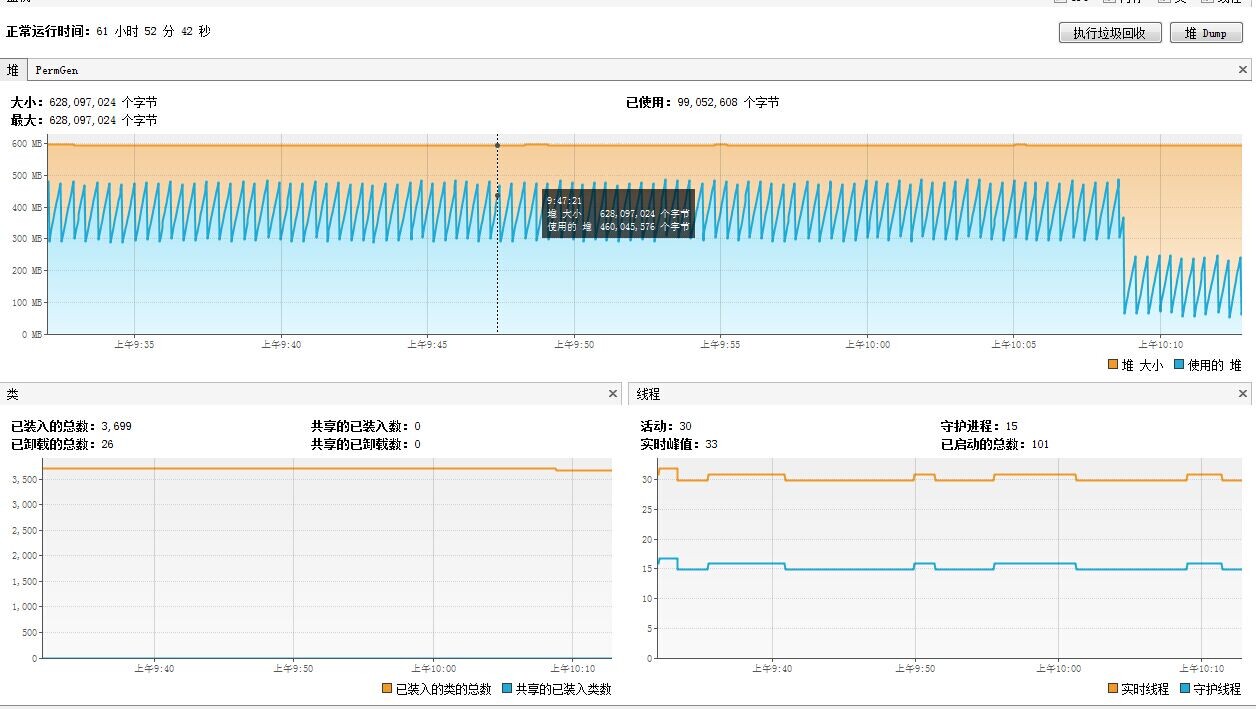 正常运行时间: 61 小时 52 分 42 秒
执行垃圾回收 堆 Dump
堆 PermGen
大小: 628,097,024 个字节 已使用: 99,052,608 个字节
最大: 628,097,024 个字节
600 MB
500 MB
400 MB
300 MB
200 MB
100 MB
0 MB
9:47:21
堆 大小 628,097,024 个字节
使用的 堆 460,045,576 个字节
上午9:35 上午9:40 上午9:45 上午9:50 上午9:55 上午10:00 上午10:05 上午10:10
堆 大小 使用的 堆
类
已装入的总数: 3,699 共享的已装入数: 0
已卸载的总数: 26 共享的已卸载数: 0
3,500
3,000
2,500
2,000
1,500
1,000
500
0
上午9:40 上午9:50 上午10:00 上午10:10
已装入的类的总数 共享的已装入类数
线程
活动: 30 守护进程: 15
实时峰值: 33 已启动的总数: 101
30
25
20
15
10
5
0
上午9:40 上午9:50 上午10:00 上午10:10
实时线程 守护线程